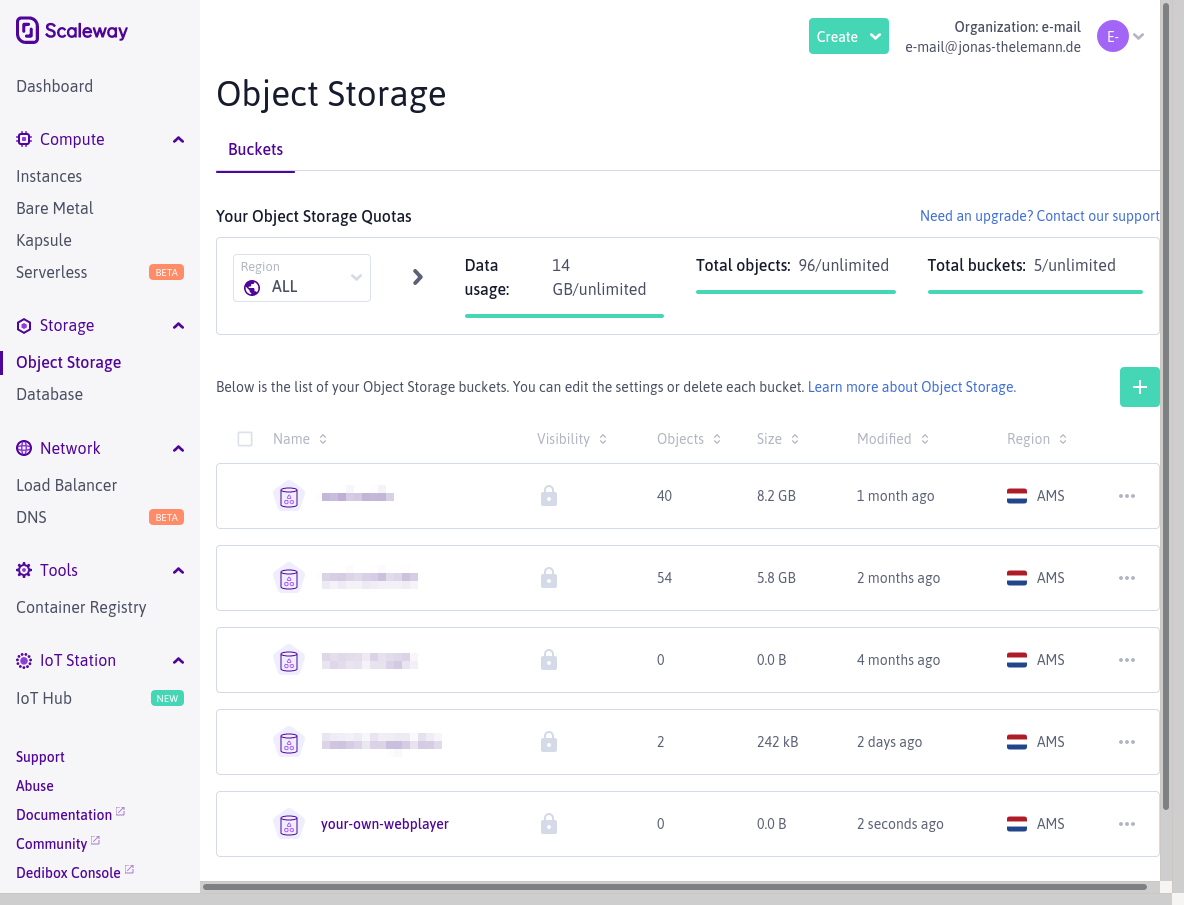 Scaleway
Create
Organization: e-mail
e-mail@jonas-thelemann.de
E-
Dashboard
Compute
Instances
Bare Metal
Kapsule
Serverless BETA
Storage
Object Storage
Database
Network
Load Balancer
DNS BETA
Tools
Container Registry
IoT Station
IoT Hub NEW
Support
Abuse
Documentation
Community
Dedibox Console
Object Storage
Buckets
Your Object Storage Quotas Need an upgrade? Contact our support
Region
ALL
Data usage: 14 GB/unlimited
Total objects: 96/unlimited
Total buckets: 5/unlimited
Below is the list of your Object Storage buckets. You can edit the settings or delete each bucket. Learn more about Object Storage.
Name Visibility Objects Size Modified Region
40 8.2 GB 1 month ago AMS
54 5.8 GB 2 months ago AMS
0 0.0 B 4 months ago AMS
2 242 kB 2 days ago AMS
your-own-webplayer 0 0.0 B 2 seconds ago AMS